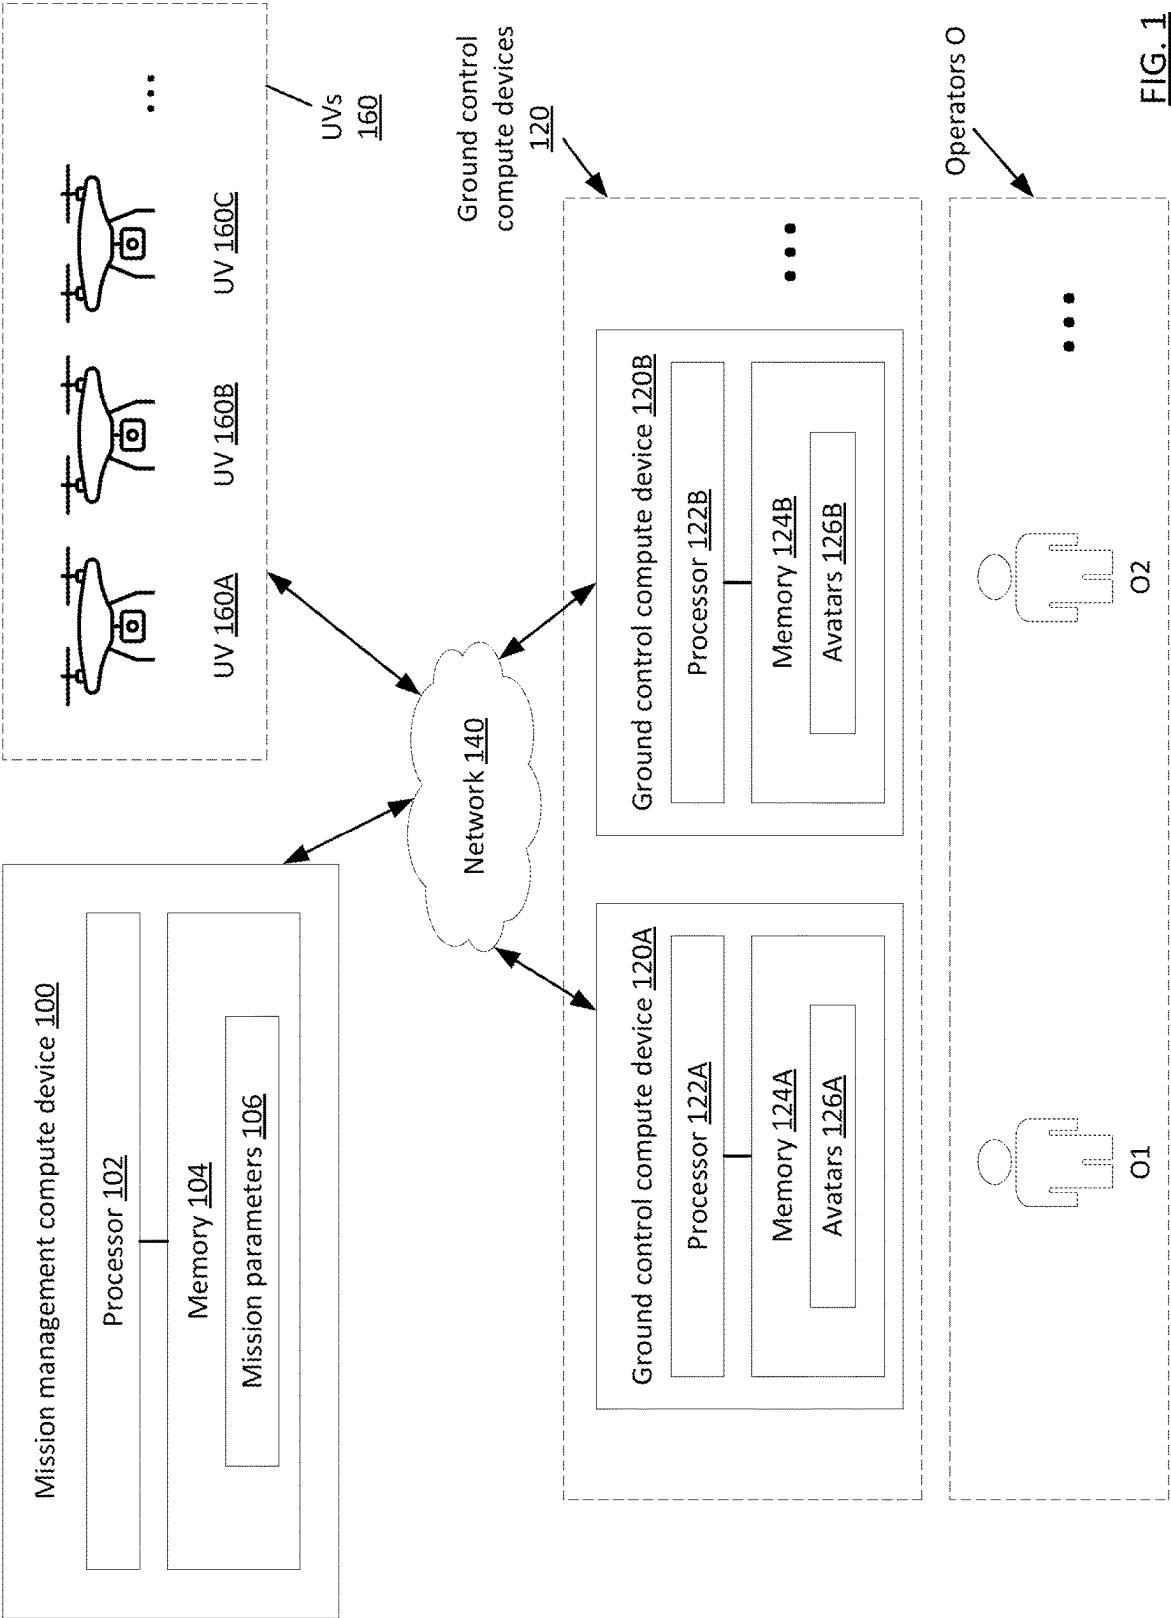 Mission management compute device 100
Processor 102
Memory 104
Mission parameters 106
UV 160A
UV 160B
UV 160C
...
UVs
160
Network 140
Ground control
compute devices
120
Ground control compute device 120A
Processor 122A
Memory 124A
Avatars 126A
Ground control compute device 120B
Processor 122B
Memory 124B
Avatars 126B
...
Operators O
O1
O2
...
FIG. 1